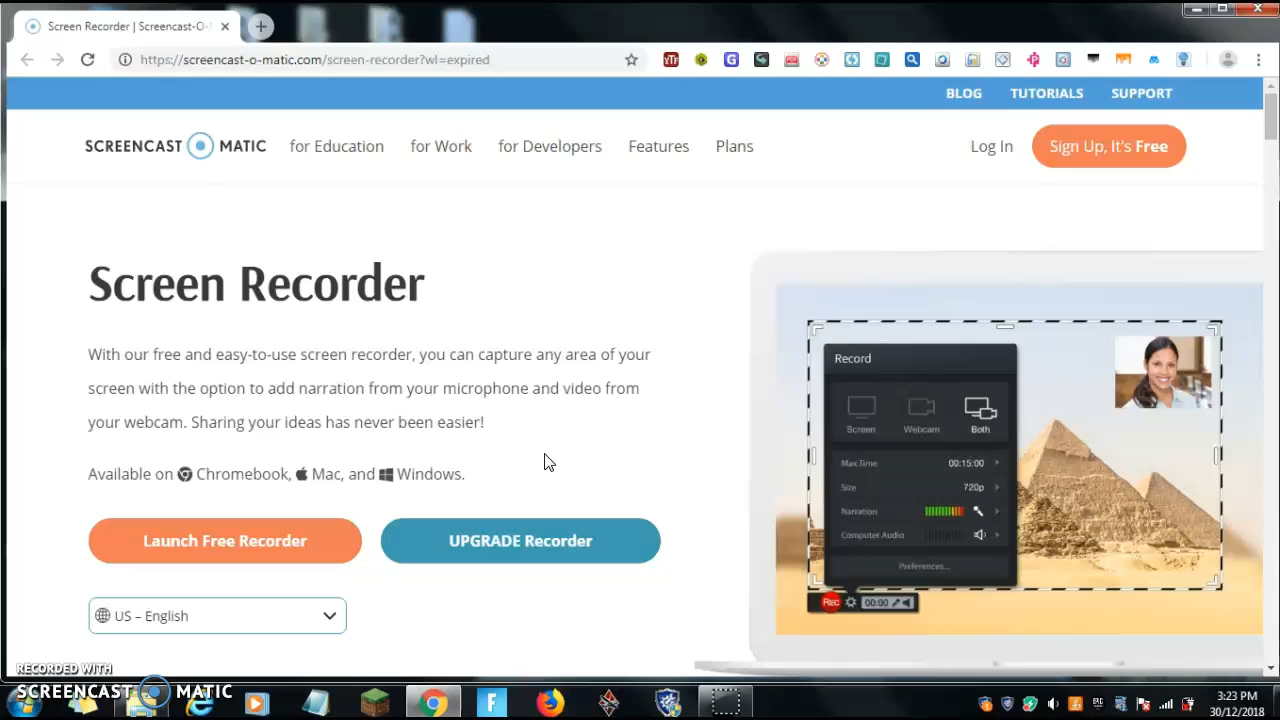 Screen Recorder | Screencast-O-
https://screencast-o-matic.com/screen-recorder?wl=expired
BLOG TUTORIALS SUPPORT
SCREENCAST MATIC for Education for Work for Developers Features Plans Log In Sign Up, It's Free
Screen Recorder
With our free and easy-to-use screen recorder, you can capture any area of your
screen with the option to add narration from your microphone and video from
your webcam. Sharing your ideas has never been easier!
Available on Chromebook, Mac, and Windows.
Launch Free Recorder UPGRADE Recorder
US – English
Record
Screen Webcam Both
Max Time 00:15:00
Size 720p
Narration
Computer Audio
Preferences...
Rec 00:00
RECORDED WITH
SCREENCAST MATIC
3:23 PM
30/12/2018